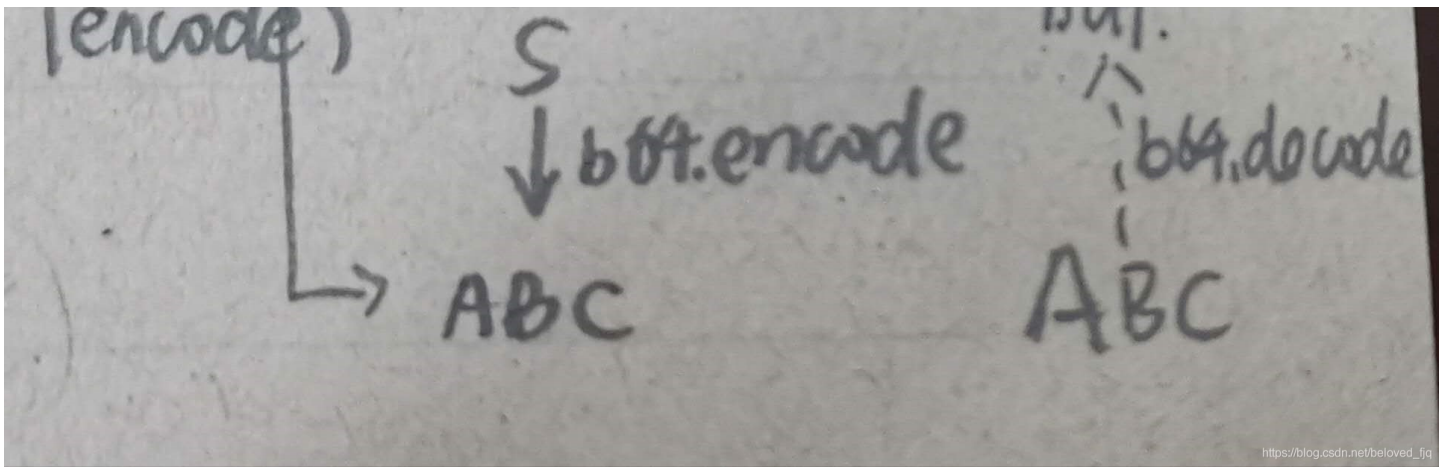 (encode)
S
b64.encode
b64.decode
ABC
ABC
https://blog.csdn.net/beloved_fjq